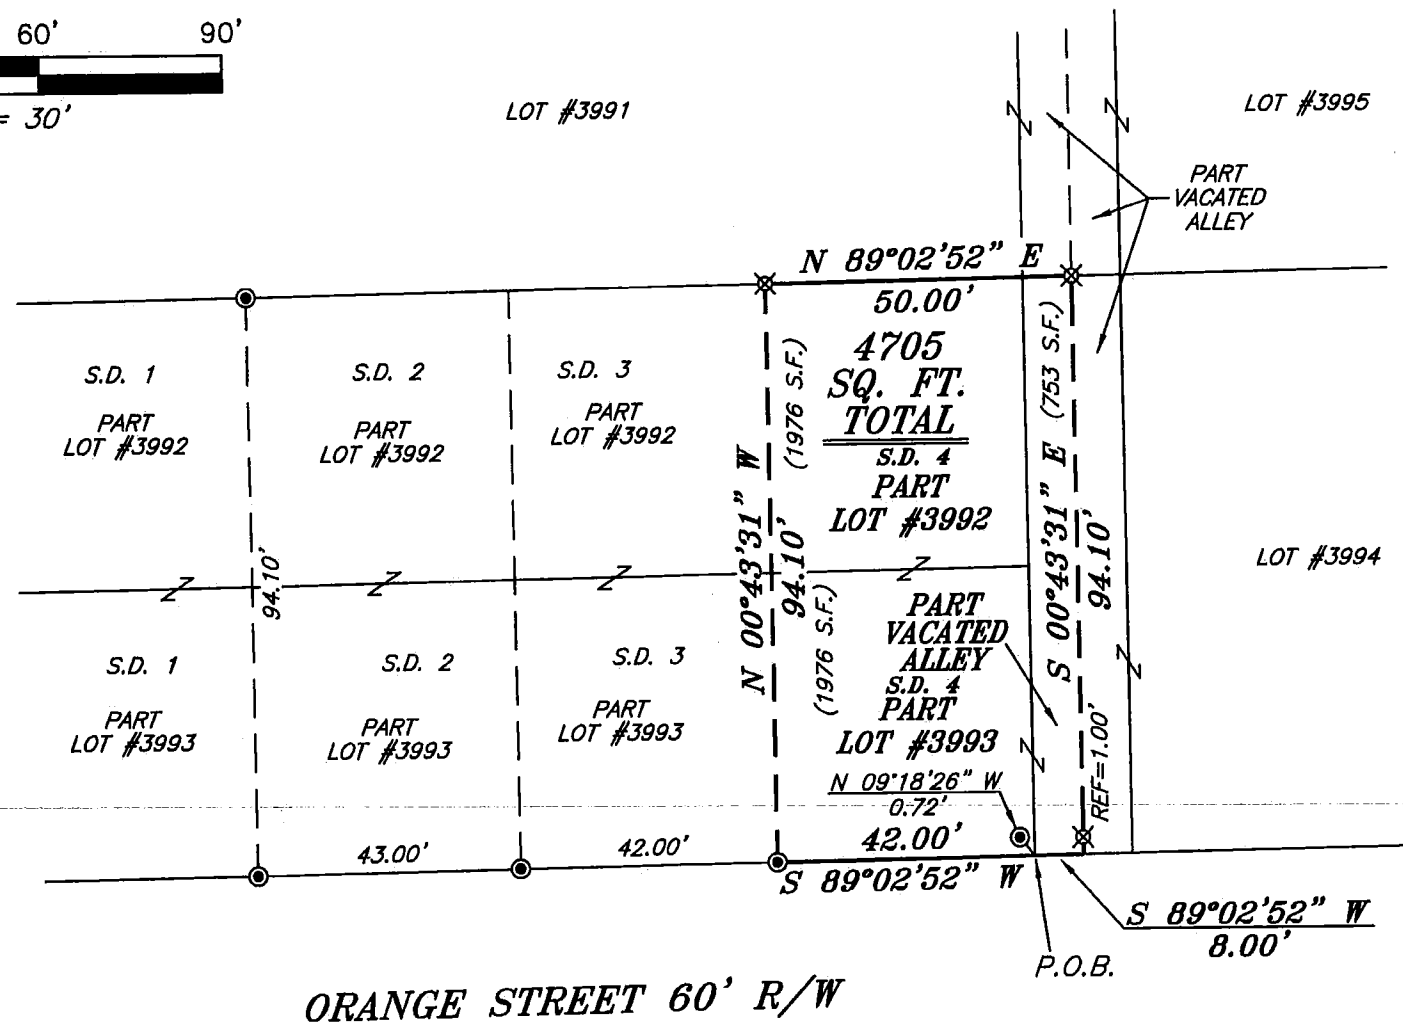 60' 90'
= 30'
LOT #3991
LOT #3995
PART
VACATED
ALLEY
N 89°02'52" E
50.00'
4705
SQ. FT.
TOTAL
S.D. 4
PART
LOT #3992
(1976 S.F.)
(753 S.F.)
S.D. 1
PART
LOT #3992
S.D. 2
PART
LOT #3992
S.D. 3
PART
LOT #3992
N 00°43'31" W
94.10'
S 00°43'31" E
94.10'
94.10'
LOT #3994
S.D. 1
PART
LOT #3993
S.D. 2
PART
LOT #3993
S.D. 3
PART
LOT #3993
(1976 S.F.)
PART
VACATED
ALLEY
S.D. 4
PART
LOT #3993
N 09°18'26" W
0.72'
REF=1.00'
43.00'
42.00'
42.00'
S 89°02'52" W
S 89°02'52" W
8.00'
P.O.B.
ORANGE STREET 60' R/W